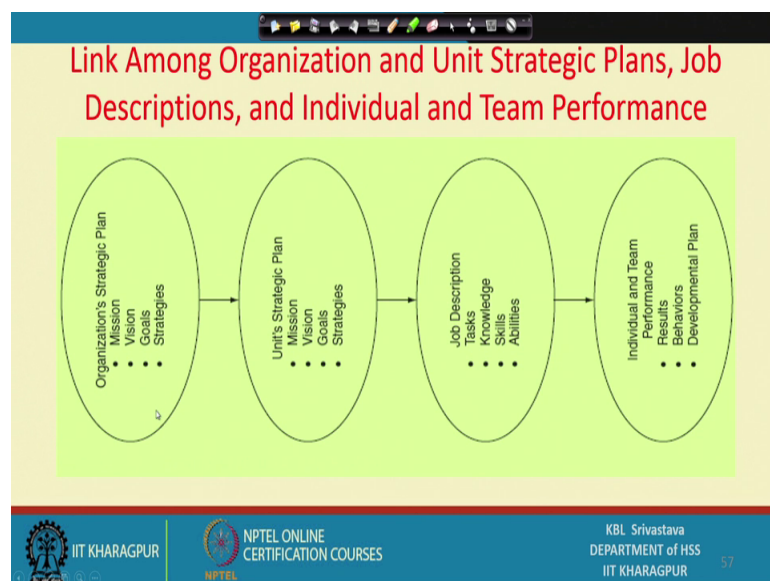 Link Among Organization and Unit Strategic Plans, Job
Descriptions, and Individual and Team Performance
Organization's Strategic Plan
• Mission
• Vision
• Goals
• Strategies
Unit's Strategic Plan
• Mission
• Vision
• Goals
• Strategies
Job Description
• Tasks
• Knowledge
• Skills
• Abilities
Individual and Team
Performance
• Results
• Behaviors
• Developmental Plan
IIT KHARAGPUR
NPTEL
NPTEL ONLINE
CERTIFICATION COURSES
KBL Srivastava
DEPARTMENT of HSS
IIT KHARAGPUR
57